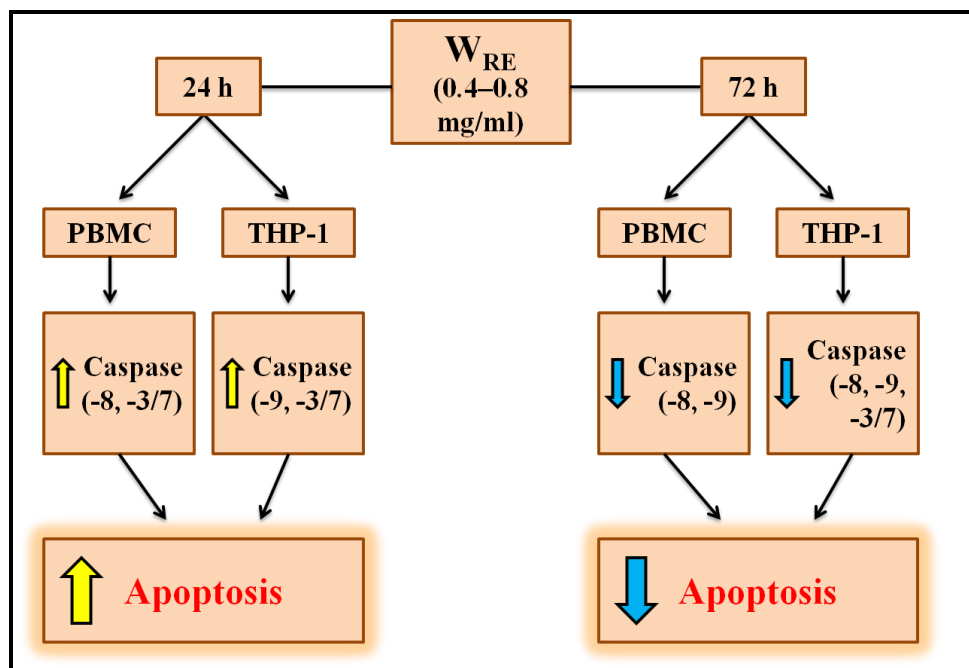 W_RE
(0.4–0.8
mg/ml)
24 h
72 h
PBMC
THP-1
PBMC
THP-1
Caspase
(-8, -3/7)
Caspase
(-9, -3/7)
Caspase
(-8, -9)
Caspase
(-8, -9,
-3/7)
Apoptosis
Apoptosis